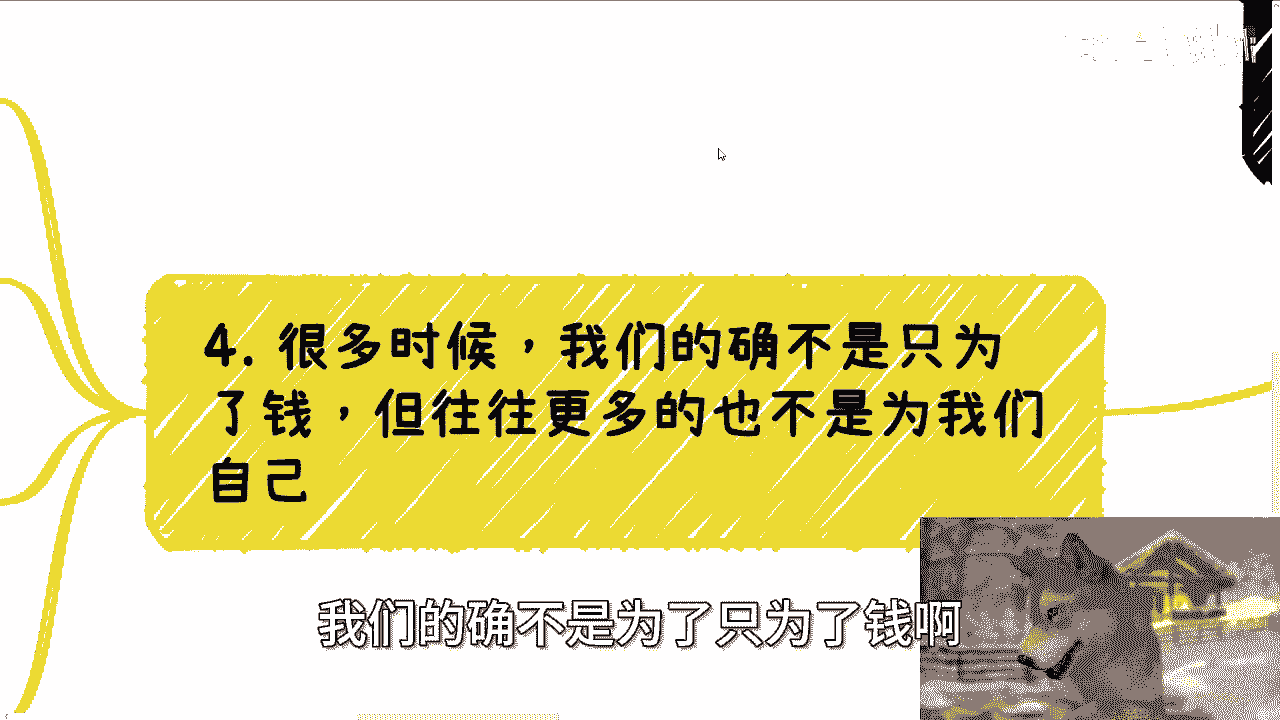 4. 很多时候，我们的确不是只为
了钱，但往往更多的也不是为我们
自己
我们的确不是为了只为了钱啊